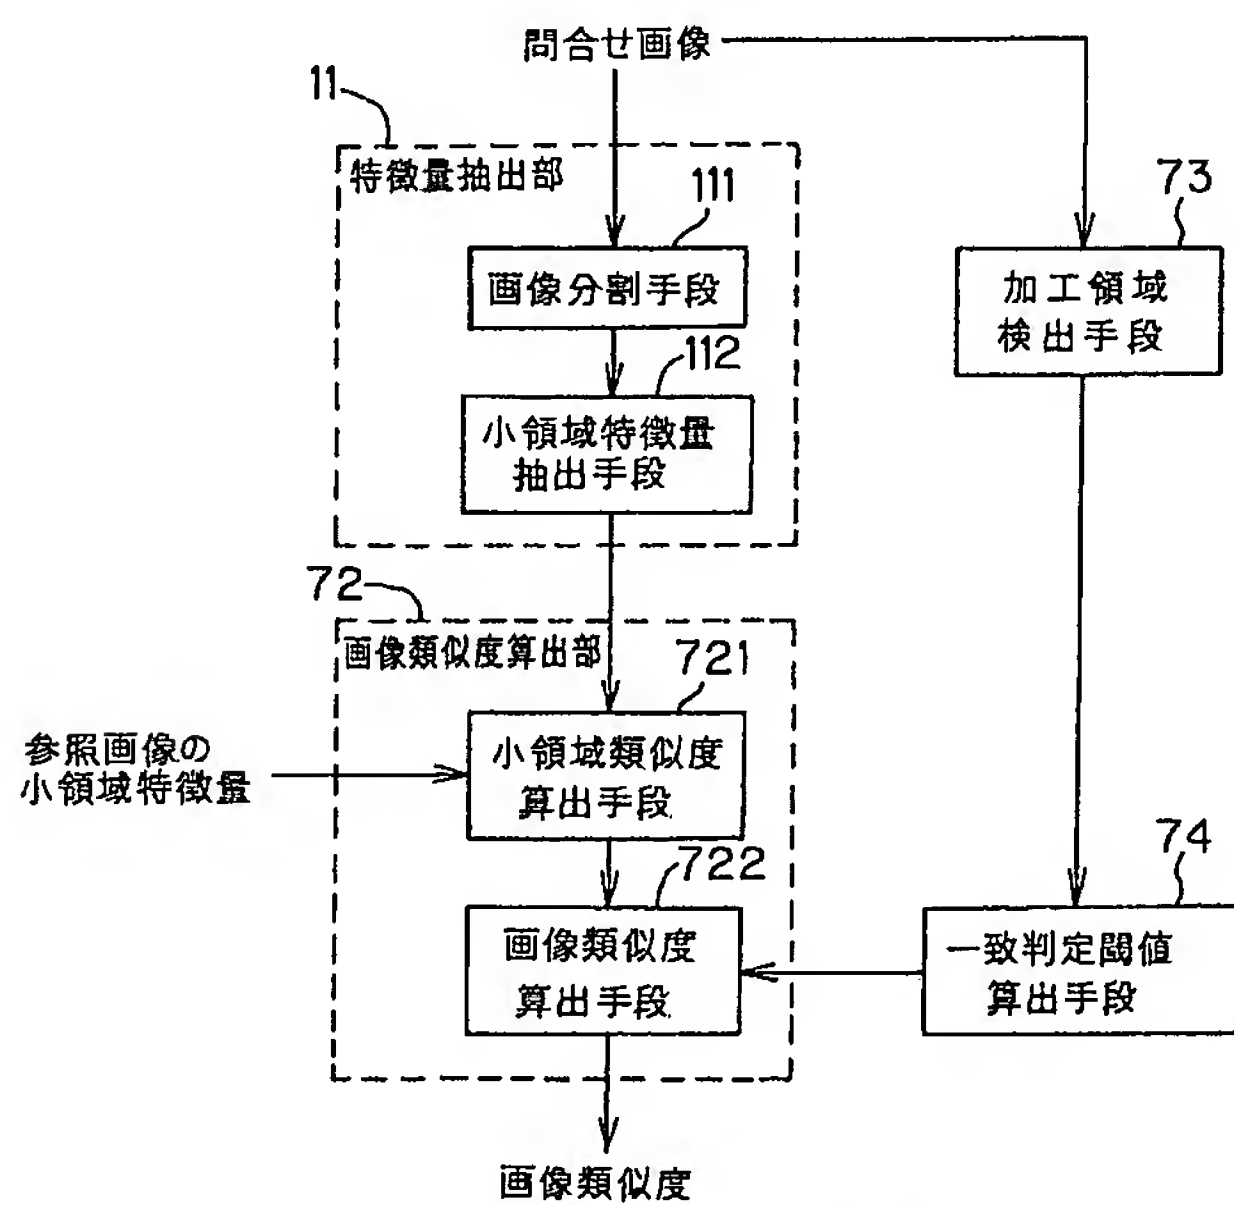 問合せ画像
11
特徴量抽出部
111
画像分割手段
112
小領域特徴量
抽出手段
73
加工領域
検出手段
72
画像類似度算出部
721
小領域類似度
算出手段
参照画像の
小領域特徴量
722
画像類似度
算出手段
74
一致判定閾値
算出手段
画像類似度